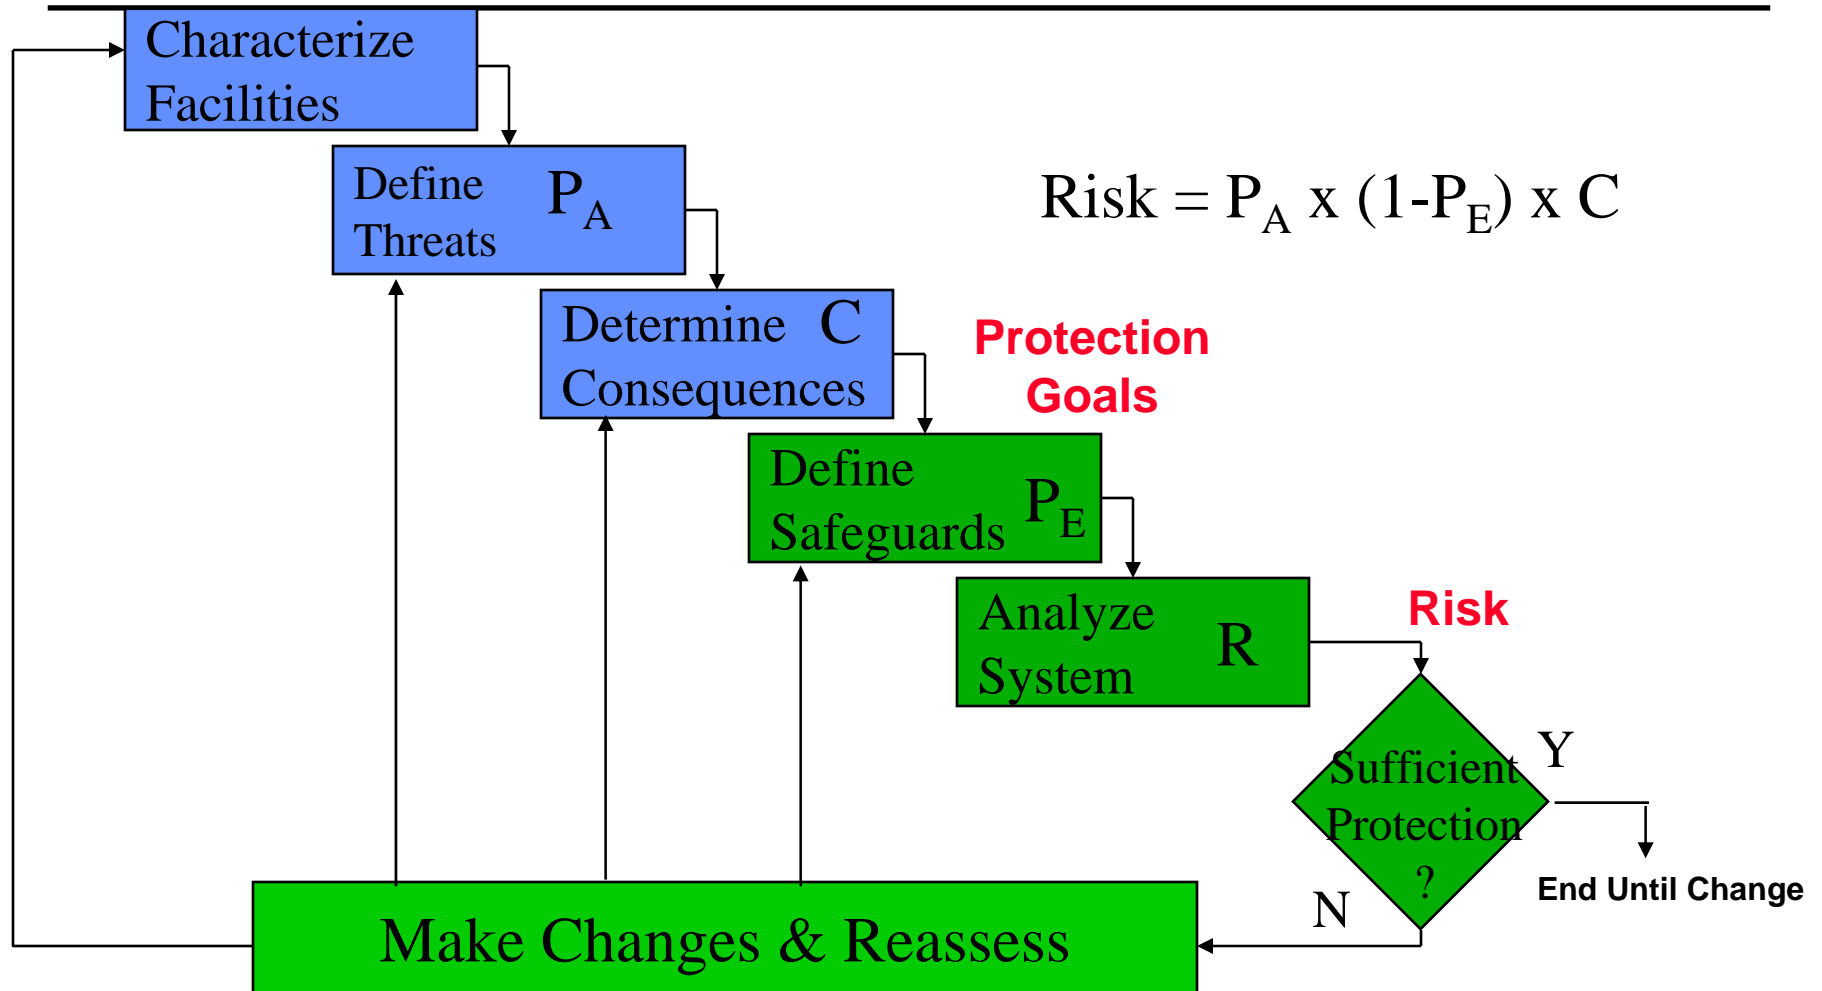 Characterize
Facilities
Define
Threats
P_A
Risk = P_A x (1-P_E) x C
Determine
Consequences
C
Protection
Goals
Define
Safeguards
P_E
Analyze
System
R
Risk
Sufficient
Protection
?
Y
End Until Change
N
Make Changes & Reassess